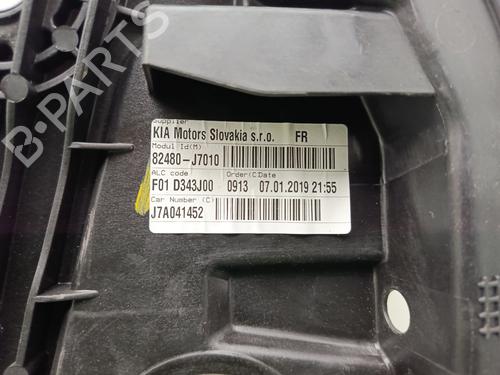 Supplier
KIA Motors Slovakia s.r.o. FR
Modul Id(M)
82480-J7010
ALC code Order(C)Date
F01 D343J00 0913 07.01.2019 21:55
Car Number (C)
J7A041452
B-PARTS